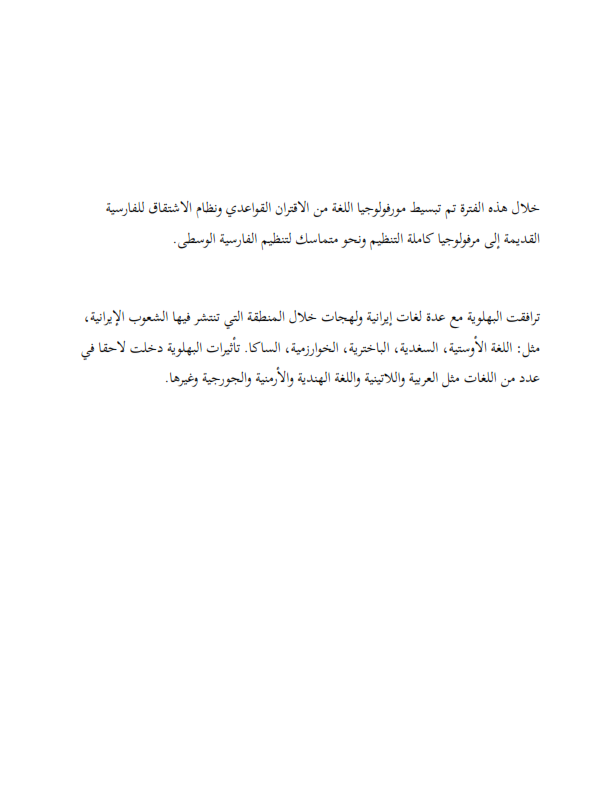 خلال هذه الفترة تم تبسيط مورفولوجيا اللغة من الاقتران القواعدي ونظام الاشتقاق للفارسية
القديمة إلى مرفولوجيا كاملة التنظيم ونحو متماسك لتنظيم الفارسية الوسطى.
ترافقت البهلوية مع عدة لغات إيرانية ولهجات خلال المنطقة التي تنتشر فيها الشعوب الإيرانية،
مثل: اللغة الأوستية، السغدية، الباخترية، الخوارزمية، الساكا. تأثيرات البهلوية دخلت لاحقا في
عدد من اللغات مثل العربية واللاتينية واللغة الهندية والأرمنية والجورجية وغيرها.